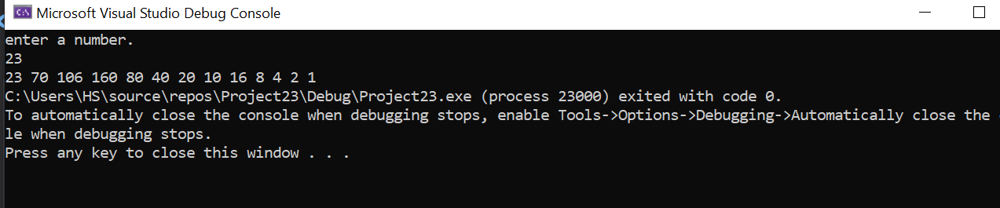 Microsoft Visual Studio Debug Console
enter a number.
23
23 70 106 160 80 40 20 10 16 8 4 2 1
C:\Users\HS\source\repos\Project23\Debug\Project23.exe (process 23000) exited with code 0.
To automatically close the console when debugging stops, enable Tools->Options->Debugging->Automatically close the
le when debugging stops.
Press any key to close this window . . .